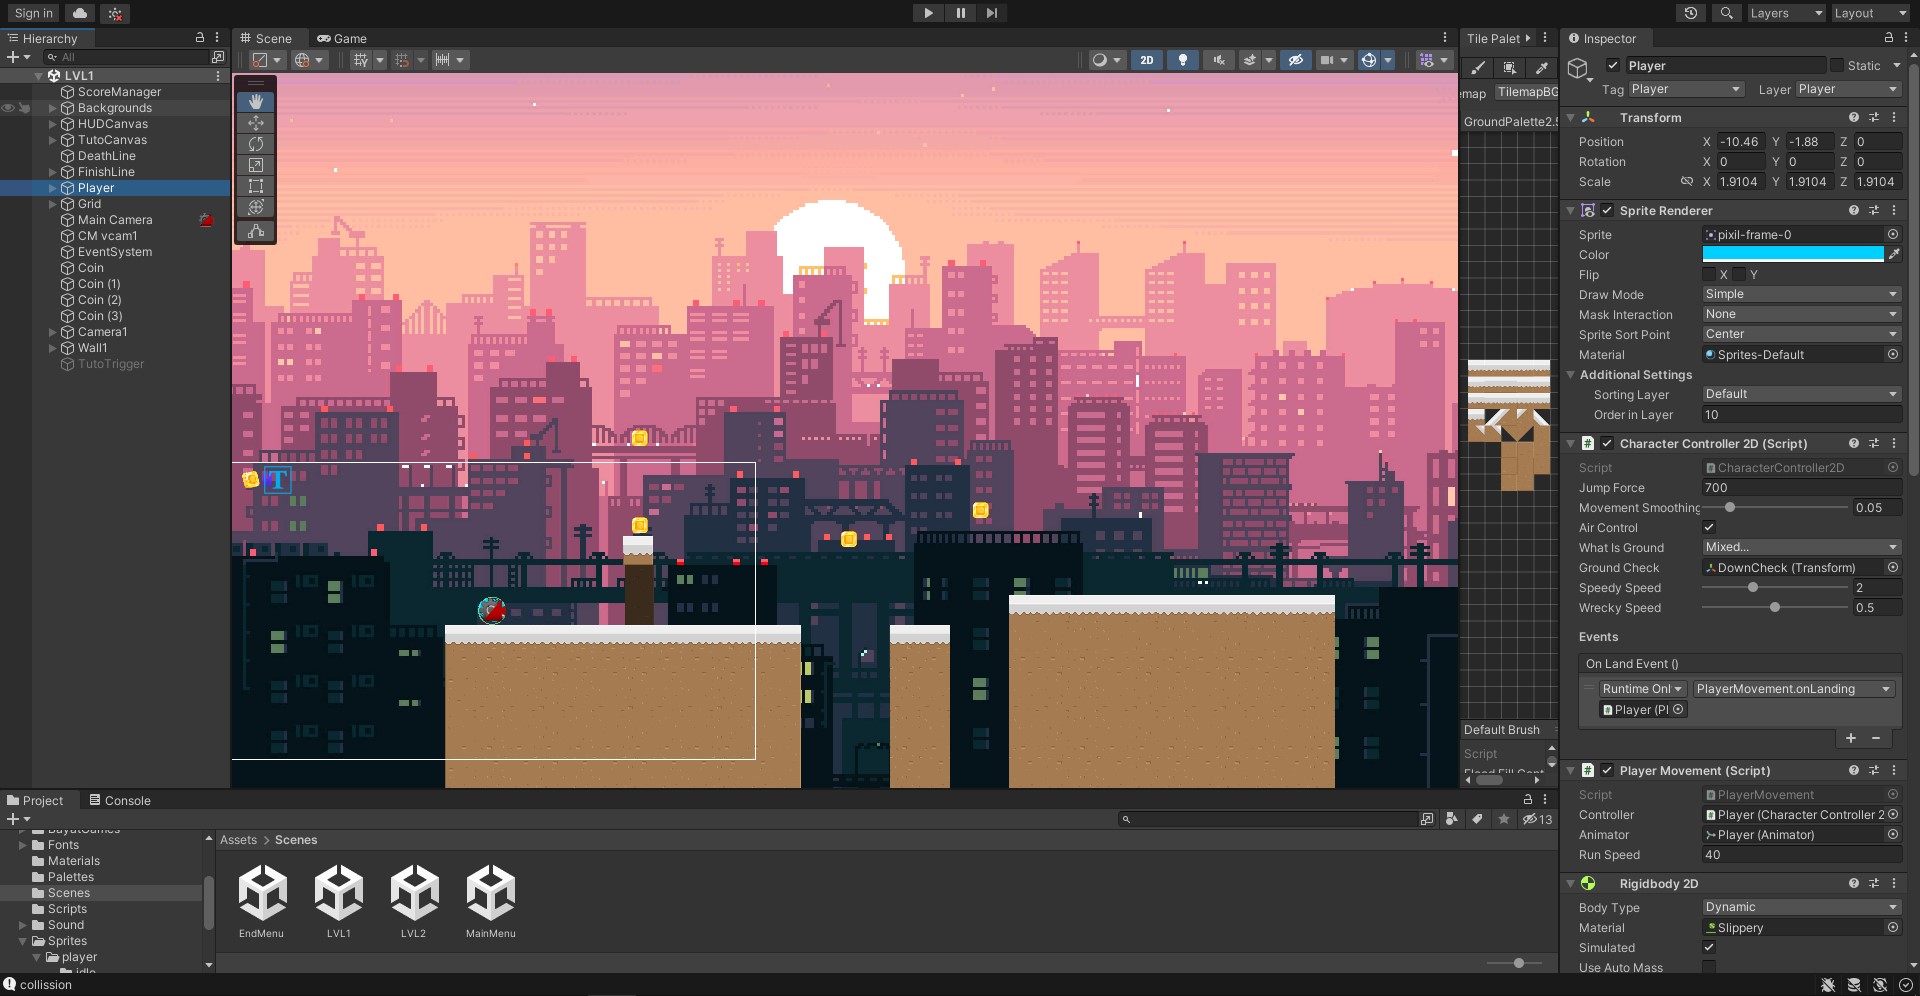 Sign in
Layers
Layout
Hierarchy
All
LVL1
ScoreManager
Backgrounds
HUDCanvas
TutoCanvas
DeathLine
FinishLine
Player
Grid
Main Camera
CM vcam1
EventSystem
Coin
Coin (1)
Coin (2)
Coin (3)
Camera1
Wall1
TutoTrigger
Scene
Game
2D
T
Tile Palet
emap
TilemapBG
GroundPalette2.5
Default Brush
Script
Inspector
Player
Static
Tag Player
Layer Player
Transform
Position X -10.46 Y -1.88 Z 0
Rotation X 0 Y 0 Z 0
Scale X 1.9104 Y 1.9104 Z 1.9104
Sprite Renderer
Sprite pixil-frame-0
Color
Flip X Y
Draw Mode Simple
Mask Interaction None
Sprite Sort Point Center
Material Sprites-Default
Additional Settings
Sorting Layer Default
Order in Layer 10
Character Controller 2D (Script)
Script CharacterController2D
Jump Force 700
Movement Smoothing 0.05
Air Control
What Is Ground Mixed...
Ground Check DownCheck (Transform)
Speedy Speed 2
Wrecky Speed 0.5
Events
On Land Event ()
Runtime Onl PlayerMovement.onLanding
Player (Pl
Player Movement (Script)
Script PlayerMovement
Controller Player (Character Controller 2
Animator Player (Animator)
Run Speed 40
Rigidbody 2D
Body Type Dynamic
Material Slippery
Simulated
Use Auto Mass
Project
Console
13
BayatGames
Fonts
Materials
Palettes
Scenes
Scripts
Sound
Sprites
player
idle
Assets > Scenes
EndMenu
LVL1
LVL2
MainMenu
collission